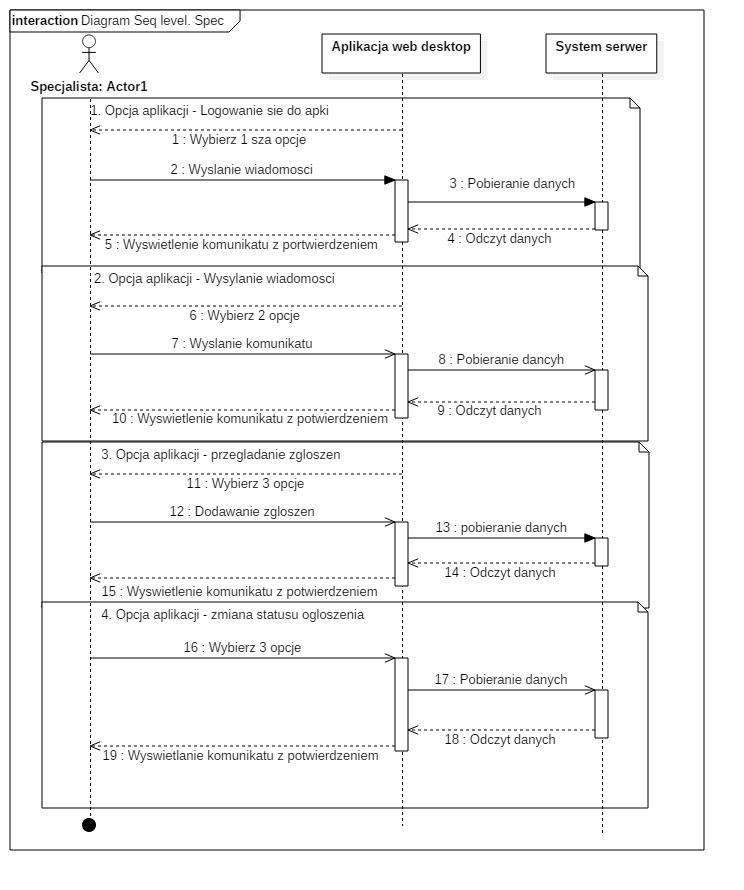 interaction Diagram Seq level. Spec
Aplikacja web desktop
System serwer
Specjalista: Actor1
1. Opcja aplikacji - Logowanie sie do apki
1 : Wybierz 1 sza opcje
2 : Wyslanie wiadomosci
3 : Pobieranie danych
4 : Odczyt danych
5 : Wyswietlenie komunikatu z portwierdzeniem
2. Opcja aplikacji - Wysylanie wiadomosci
6 : Wybierz 2 opcje
7 : Wyslanie komunikatu
8 : Pobieranie dancyh
9 : Odczyt danych
10 : Wyswietlenie komunikatu z potwierdzeniem
3. Opcja aplikacji - przegladanie zgloszen
11 : Wybierz 3 opcje
12 : Dodawanie zgloszen
13 : pobieranie danych
14 : Odczyt danych
15 : Wyswietlenie komunikatu z potwierdzeniem
4. Opcja aplikacji - zmiana statusu ogloszenia
16 : Wybierz 3 opcje
17 : Pobieranie danych
18 : Odczyt danych
19 : Wyswietlanie komunikatu z potwierdzeniem